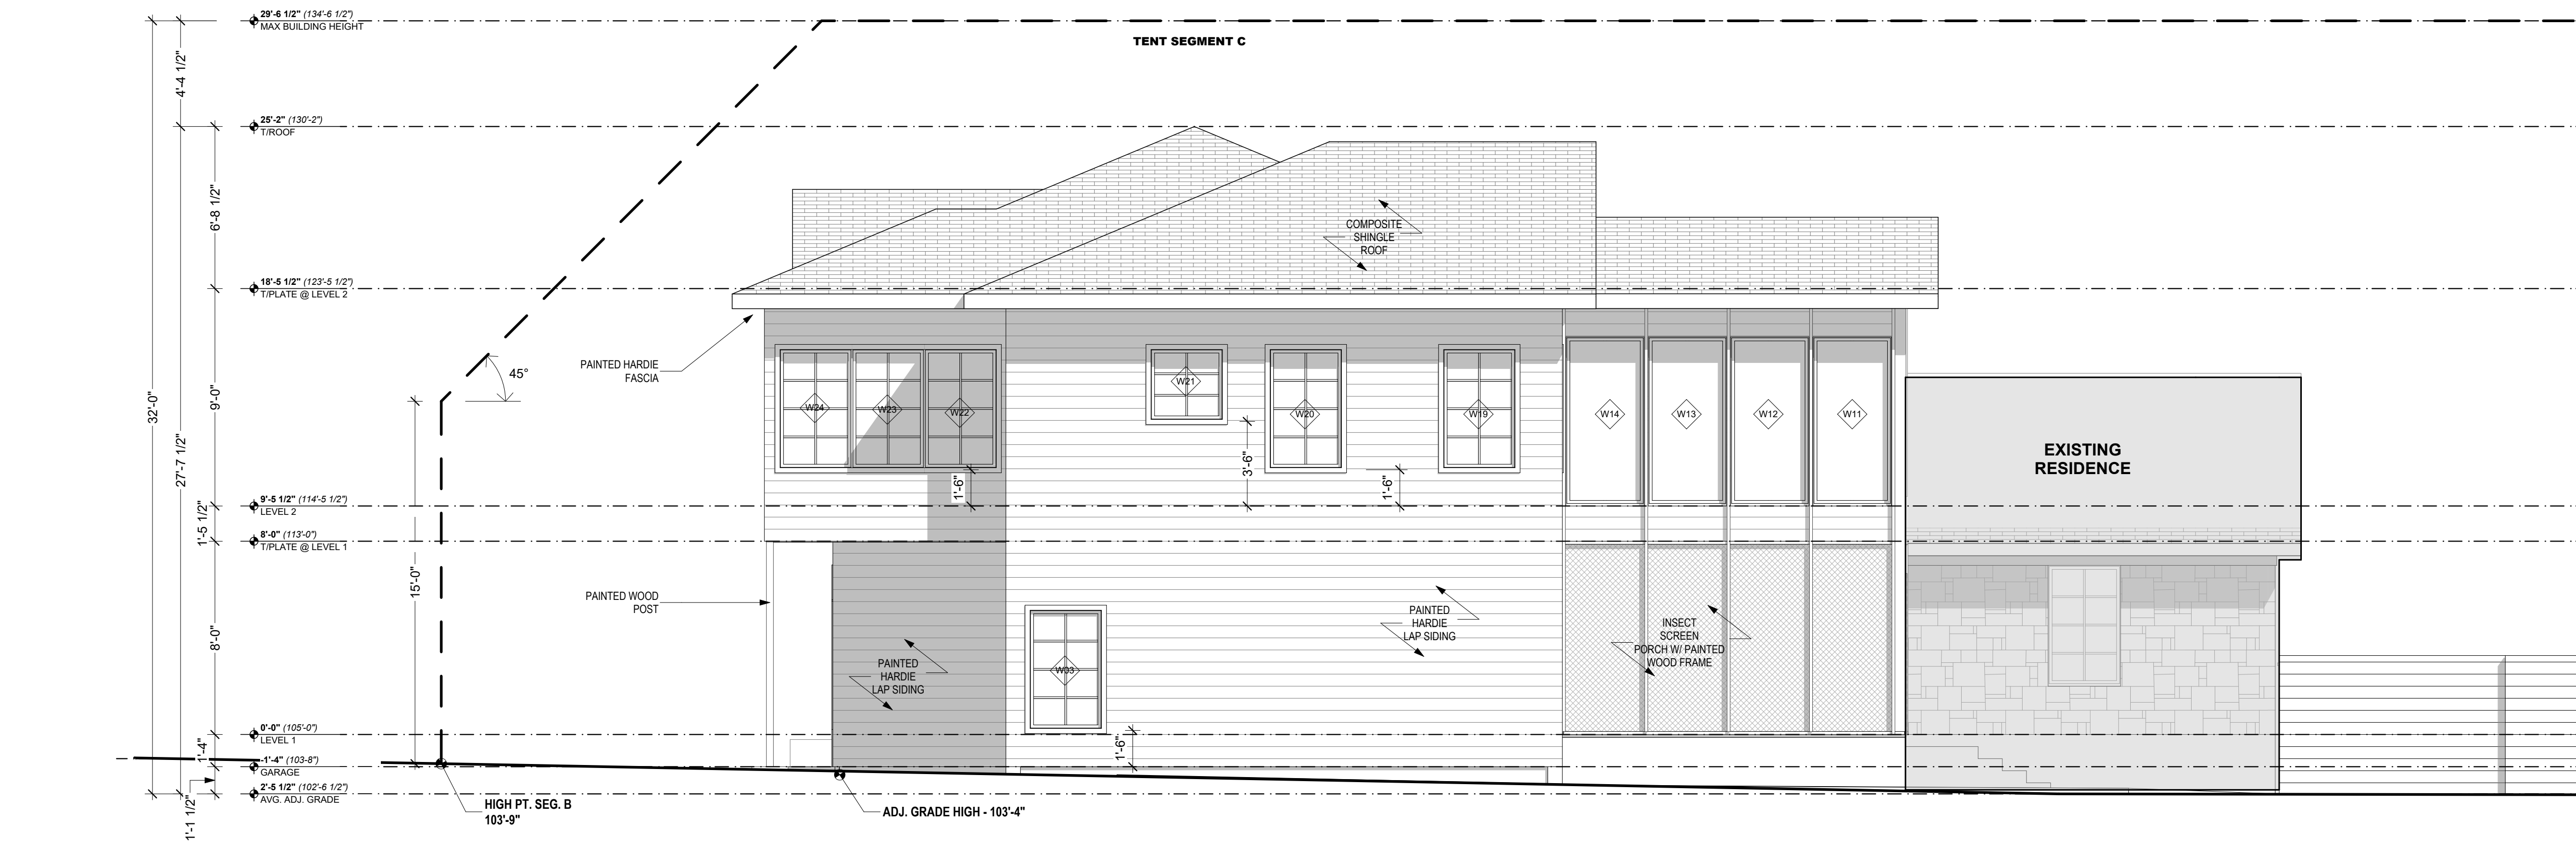 29'-6 1/2" (134'-6 1/2")
MAX BUILDING HEIGHT
TENT SEGMENT C
4'-4 1/2"
25'-2" (130'-2")
T/ROOF
6'-8 1/2"
COMPOSITE
SHINGLE
ROOF
18'-5 1/2" (123'-5 1/2")
T/PLATE @ LEVEL 2
PAINTED HARDIE
FASCIA
45°
32'-0"
27'-7 1/2"
9'-0"
W24
W23
W22
W21
W20
W19
W14
W13
W12
W11
EXISTING
RESIDENCE
1'-6"
3'-6"
1'-6"
9'-5 1/2" (114'-5 1/2")
LEVEL 2
1'-5 1/2"
8'-0" (113'-0")
T/PLATE @ LEVEL 1
15'-0"
8'-0"
PAINTED WOOD
POST
PAINTED
HARDIE
LAP SIDING
W03
PAINTED
HARDIE
LAP SIDING
INSECT
SCREEN
PORCH W/ PAINTED
WOOD FRAME
0'-0" (105'-0")
LEVEL 1
1'-4"
1'-6"
-1'-4" (103-8")
GARAGE
2'-5 1/2" (102'-6 1/2")
AVG. ADJ. GRADE
1'-1 1/2"
HIGH PT. SEG. B
103'-9"
ADJ. GRADE HIGH - 103'-4"